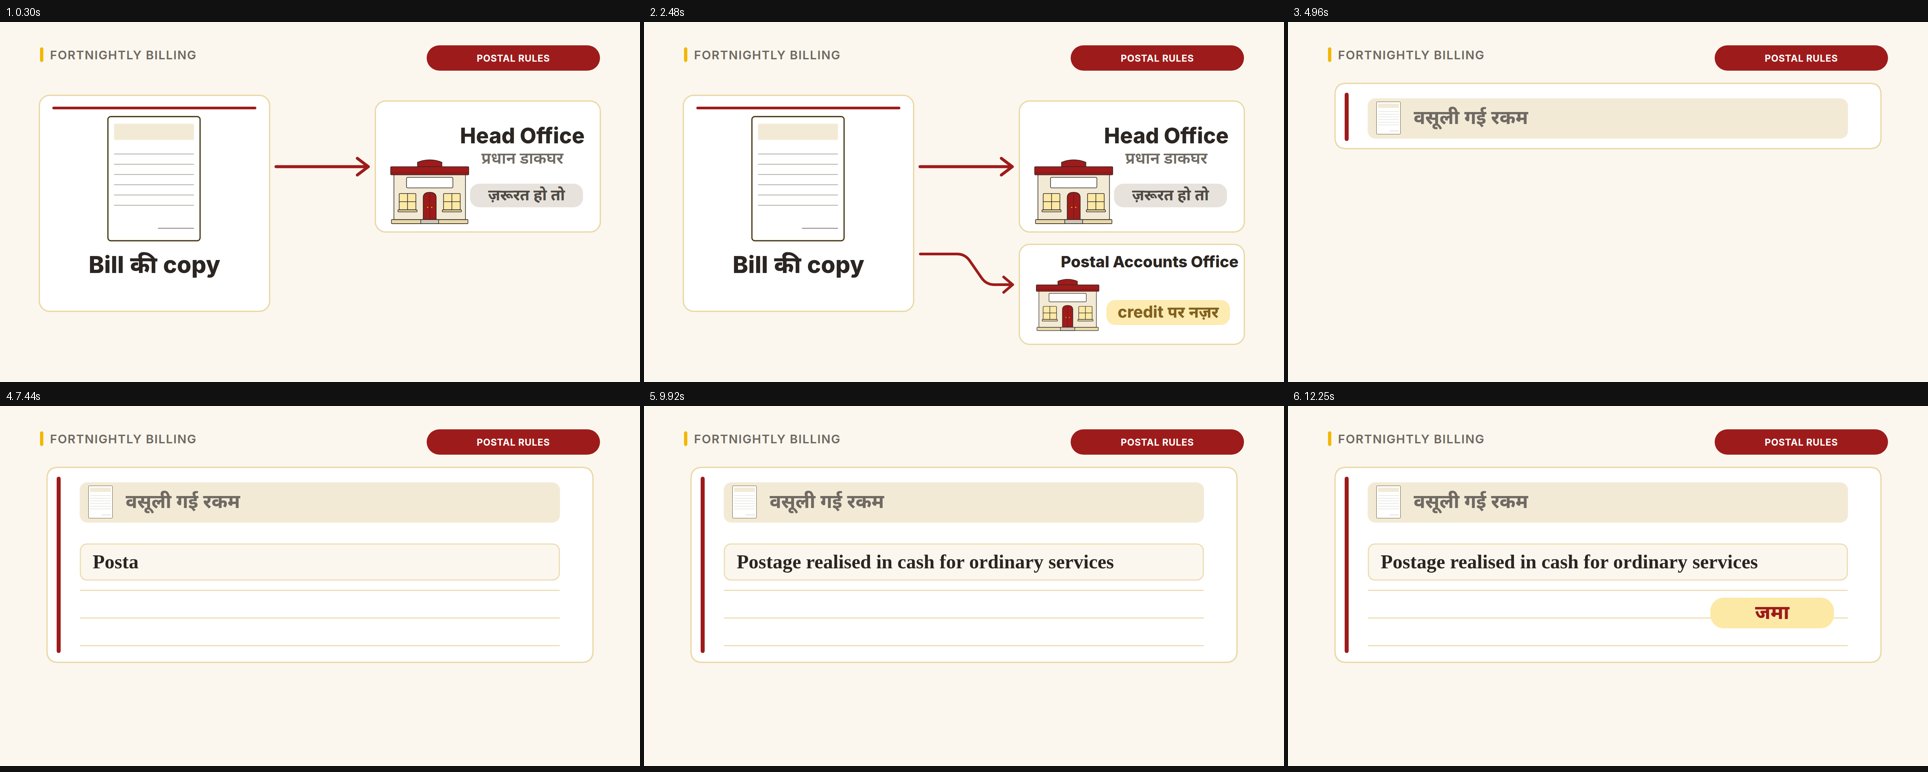 1. 0.30s
FORTNIGHTLY BILLING
POSTAL RULES
Bill की copy
Head Office
प्रधान डाकघर
ज़रूरत हो तो
2. 2.48s
FORTNIGHTLY BILLING
POSTAL RULES
Bill की copy
Head Office
प्रधान डाकघर
ज़रूरत हो तो
Postal Accounts Office
credit पर नज़र
3. 4.96s
FORTNIGHTLY BILLING
POSTAL RULES
वसूली गई रकम
4. 7.44s
FORTNIGHTLY BILLING
POSTAL RULES
वसूली गई रकम
Posta
5. 9.92s
FORTNIGHTLY BILLING
POSTAL RULES
वसूली गई रकम
Postage realised in cash for ordinary services
6. 12.25s
FORTNIGHTLY BILLING
POSTAL RULES
वसूली गई रकम
Postage realised in cash for ordinary services
जमा